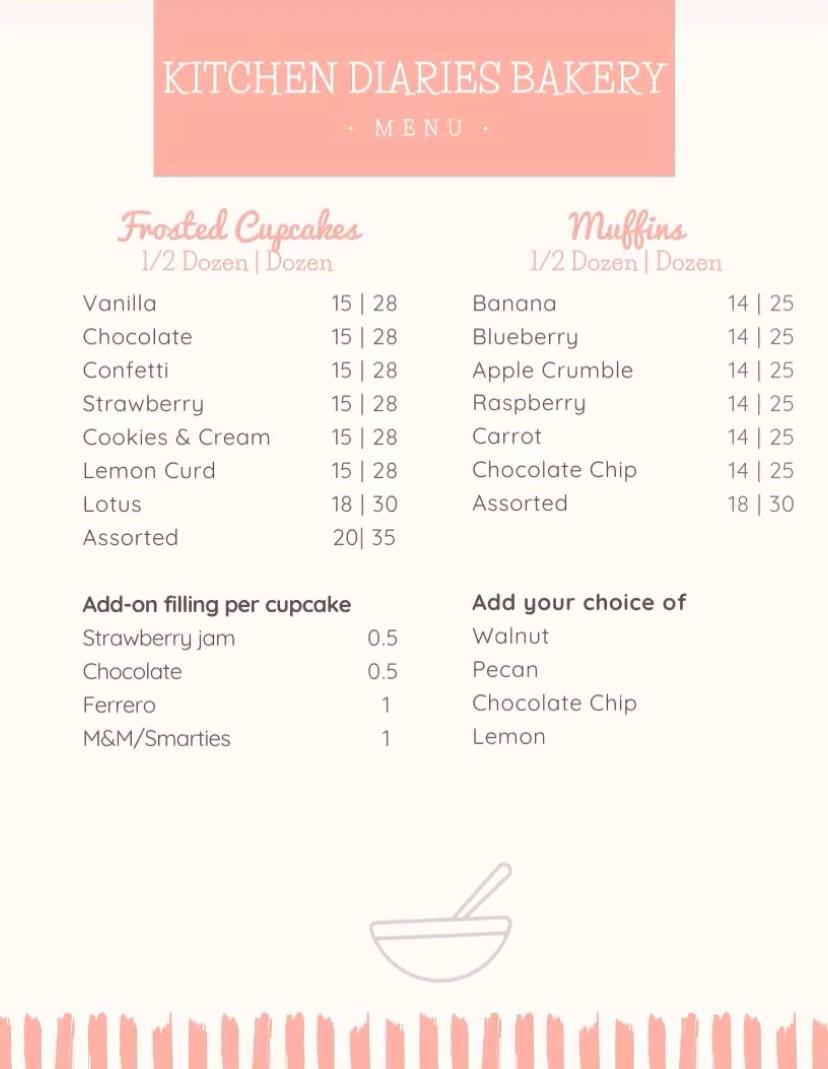 KITCHEN DIARIES BAKERY
· MENU ·
Frosted Cupcakes
1/2 Dozen | Dozen
Vanilla 15 | 28
Chocolate 15 | 28
Confetti 15 | 28
Strawberry 15 | 28
Cookies & Cream 15 | 28
Lemon Curd 15 | 28
Lotus 18 | 30
Assorted 20| 35
Add-on filling per cupcake
Strawberry jam 0.5
Chocolate 0.5
Ferrero 1
M&M/Smarties 1
Muffins
1/2 Dozen | Dozen
Banana 14 | 25
Blueberry 14 | 25
Apple Crumble 14 | 25
Raspberry 14 | 25
Carrot 14 | 25
Chocolate Chip 14 | 25
Assorted 18 | 30
Add your choice of
Walnut
Pecan
Chocolate Chip
Lemon